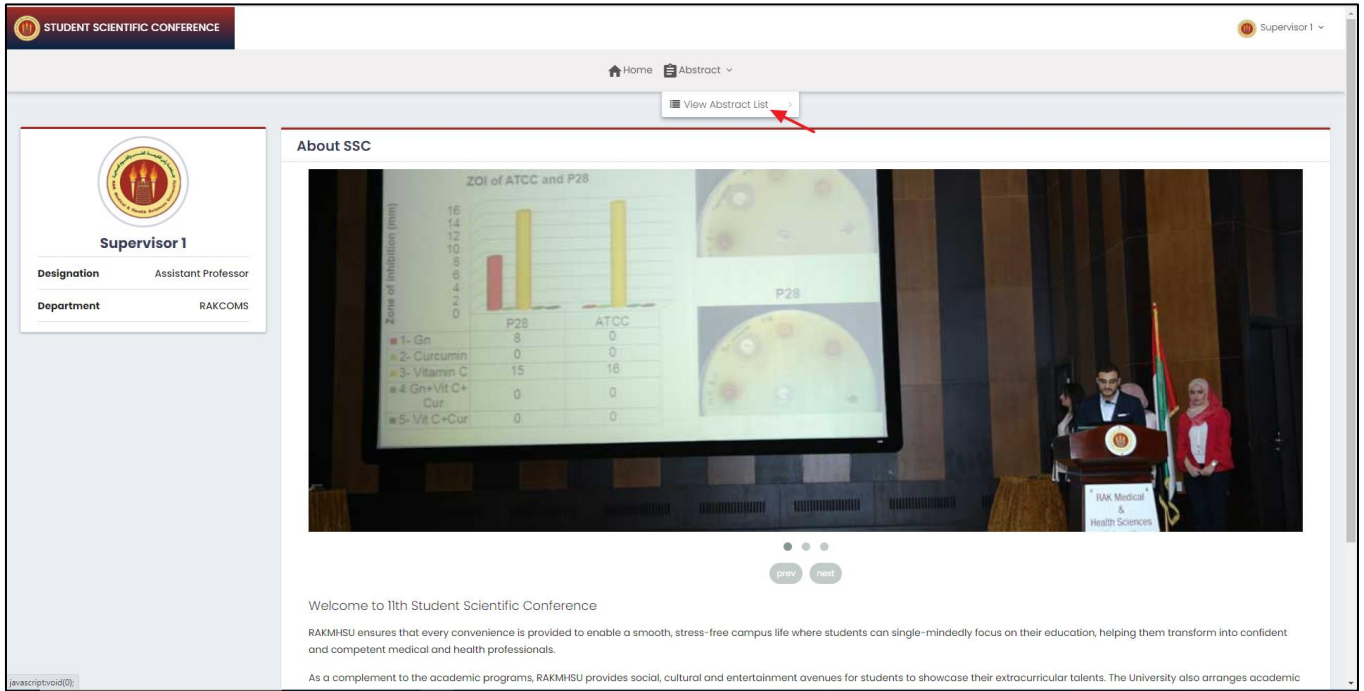 STUDENT SCIENTIFIC CONFERENCE
Supervisor 1
Home
Abstract
View Abstract List
Supervisor 1
Designation Assistant Professor
Department RAKCOMS
About SSC
ZOI of ATCC and P28
Zone of inhibition (mm)
16
14
12
10
8
6
4
2
0
P28 ATCC
1- Gn 8 0
2- Curcumin 0 0
3- Vitamin C 15 16
4 Gn+Vit C+ Cur 0 0
5- Vit C+Cur 0 0
P28
RAK Medical
&
Health Sciences
prev next
Welcome to 11th Student Scientific Conference
RAKMHSU ensures that every convenience is provided to enable a smooth, stress-free campus life where students can single-mindedly focus on their education, helping them transform into confident
and competent medical and health professionals.
As a complement to the academic programs, RAKMHSU provides social, cultural and entertainment avenues for students to showcase their extracurricular talents. The University also arranges academic
javascript:void(0);